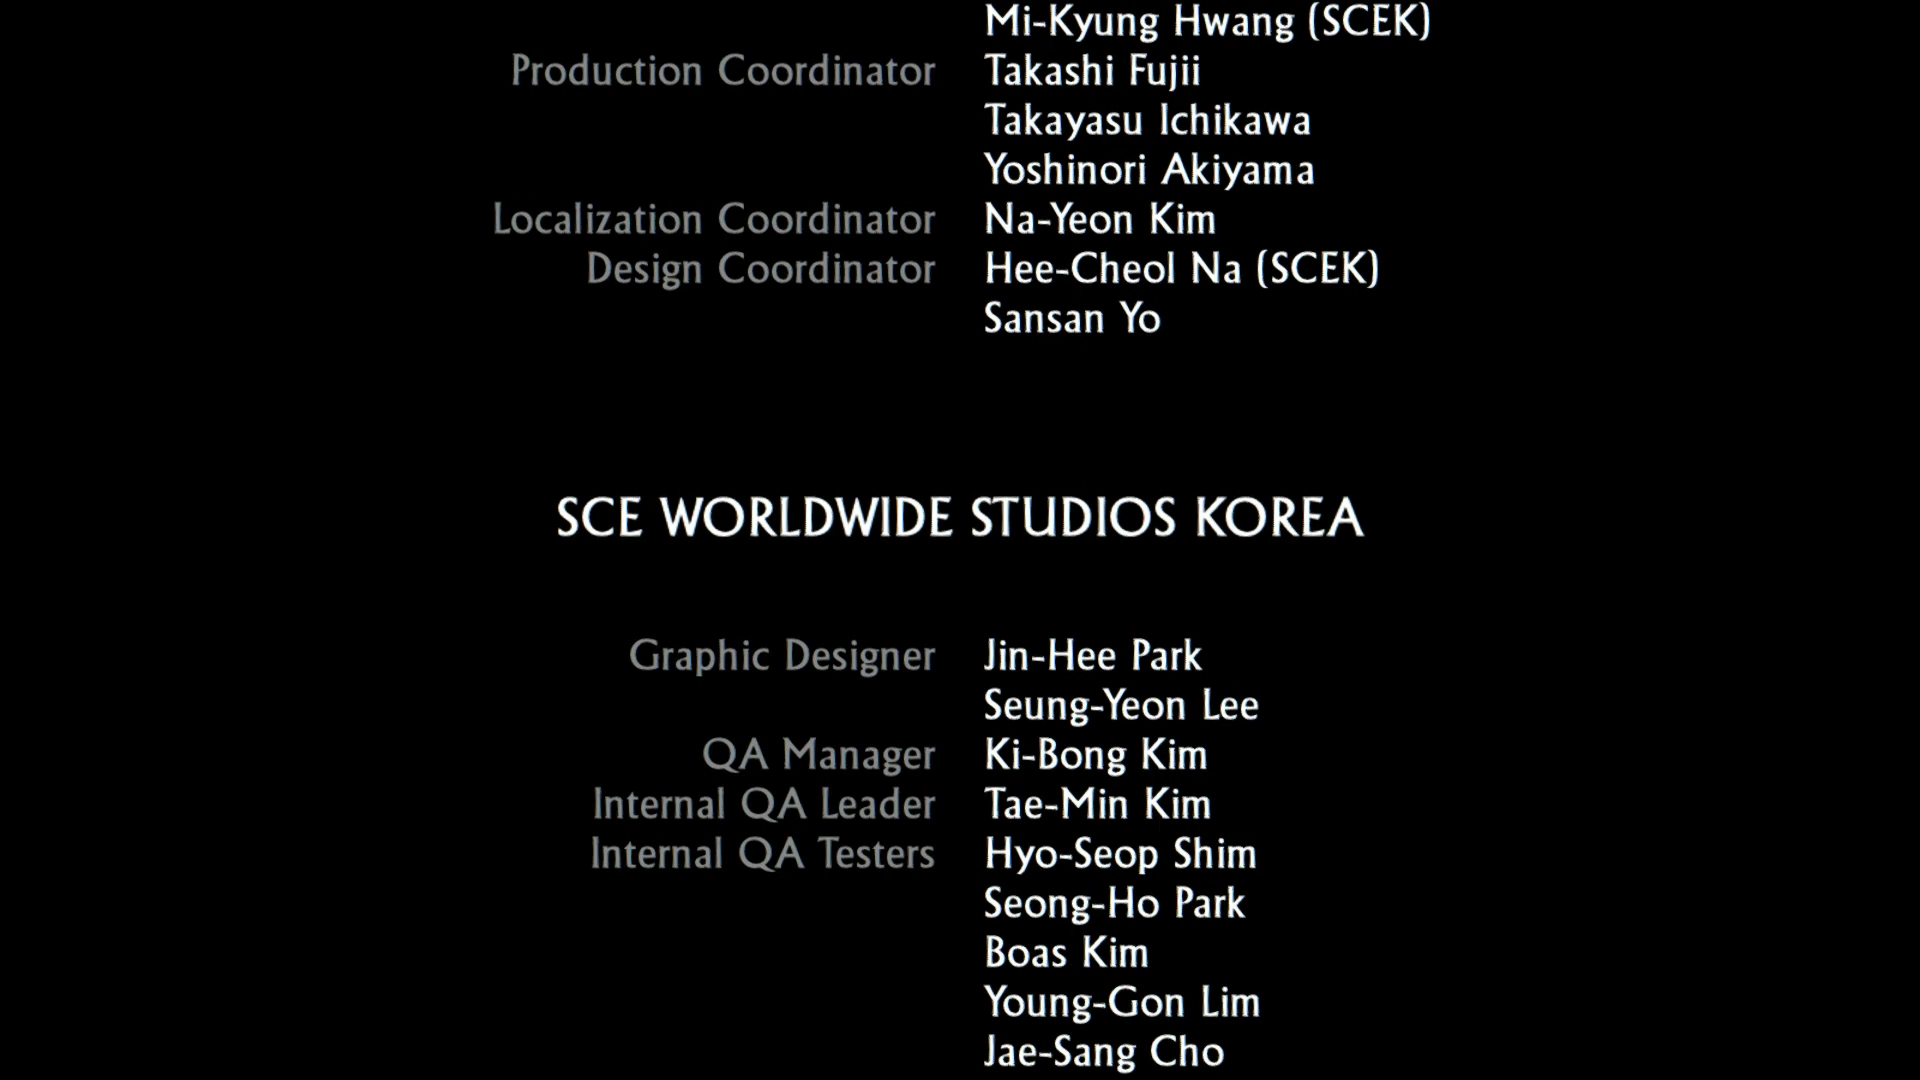 Mi-Kyung Hwang (SCEK)
Production Coordinator Takashi Fujii
Takayasu Ichikawa
Yoshinori Akiyama
Localization Coordinator Na-Yeon Kim
Design Coordinator Hee-Cheol Na (SCEK)
Sansan Yo
SCE WORLDWIDE STUDIOS KOREA
Graphic Designer Jin-Hee Park
Seung-Yeon Lee
QA Manager Ki-Bong Kim
Internal QA Leader Tae-Min Kim
Internal QA Testers Hyo-Seop Shim
Seong-Ho Park
Boas Kim
Young-Gon Lim
Jae-Sang Cho